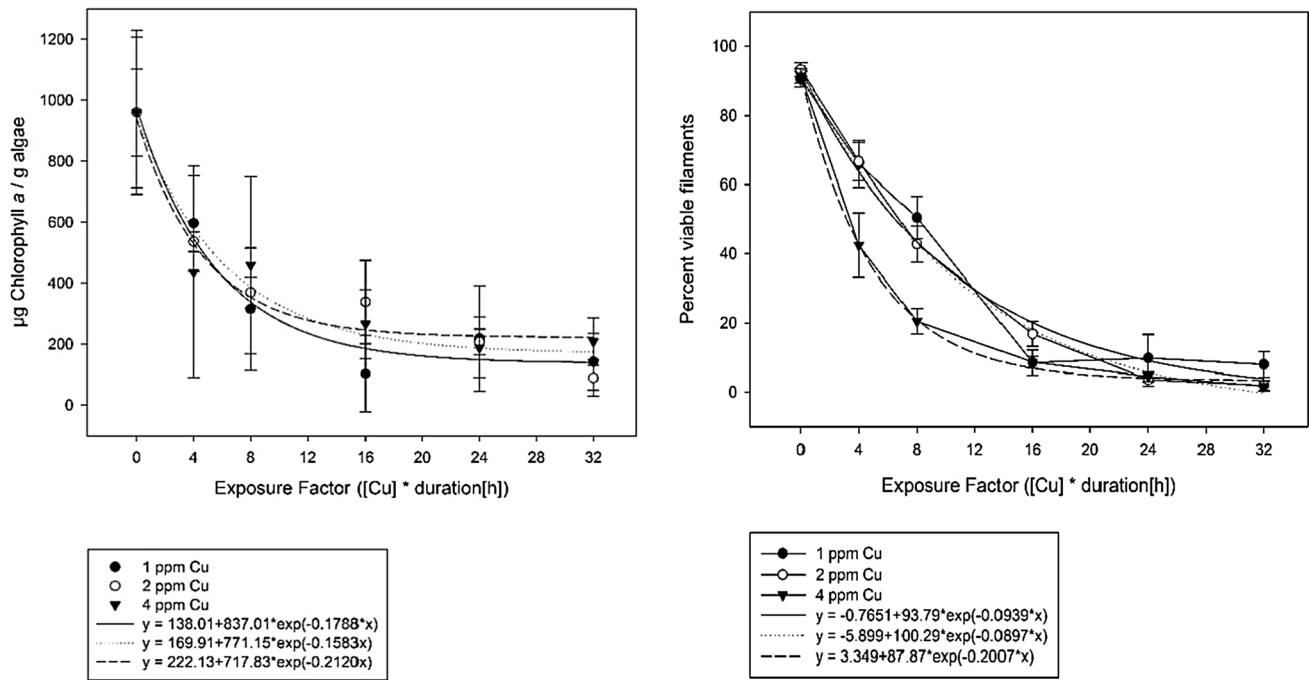 1200
1000
800
600
400
200
0
µg Chlorophyll a / g algae
0 4 8 12 16 20 24 28 32
Exposure Factor ([Cu] * duration[h])
1 ppm Cu
2 ppm Cu
4 ppm Cu
y = 138.01+837.01*exp(-0.1788*x)
y = 169.91+771.15*exp(-0.1583x)
y = 222.13+717.83*exp(-0.2120x)
100
80
60
40
20
0
Percent viable filaments
0 4 8 12 16 20 24 28 32
Exposure Factor ([Cu] * duration[h])
1 ppm Cu
2 ppm Cu
4 ppm Cu
y = -0.7651+93.79*exp(-0.0939*x)
y = -5.899+100.29*exp(-0.0897*x)
y = 3.349+87.87*exp(-0.2007*x)